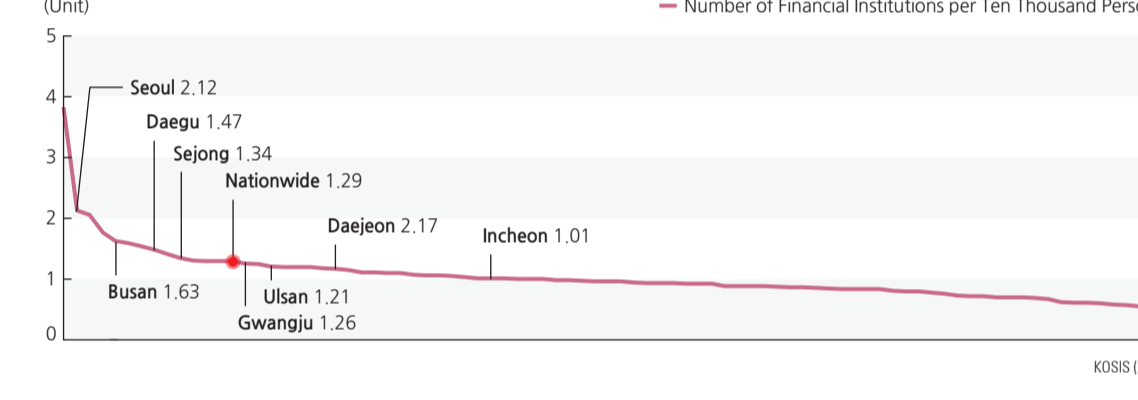 (Unit)
Number of Financial Institutions per Ten Thousand
5
4
3
2
1
0
Seoul 2.12
Daegu 1.47
Sejong 1.34
Nationwide 1.29
Daejeon 2.17
Incheon 1.01
Busan 1.63
Ulsan 1.21
Gwangju 1.26
KOSIS (